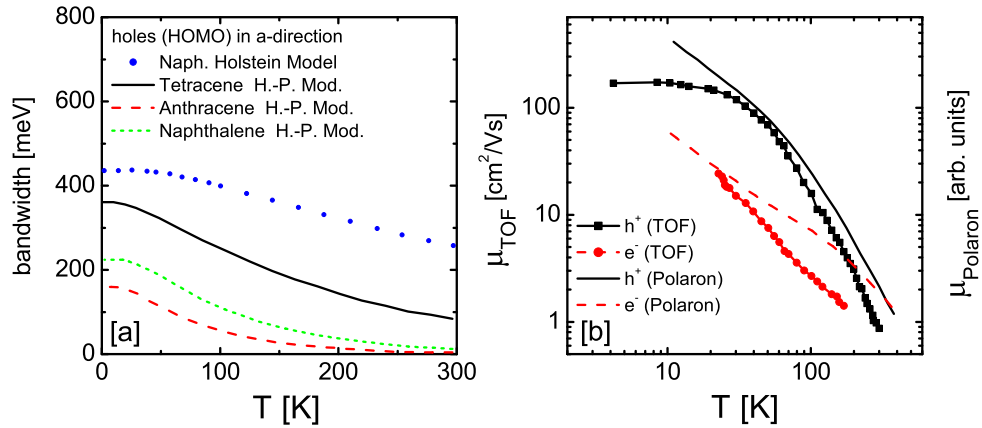 800
600
400
200
0
bandwidth [meV]
holes (HOMO) in a-direction
Naph. Holstein Model
Tetracene H.-P. Mod.
Anthracene H.-P. Mod.
Naphthalene H.-P. Mod.
[a]
0 100 200 300
T [K]
100
10
1
μTOF [cm²/Vs]
h⁺ (TOF)
e⁻ (TOF)
h⁺ (Polaron)
e⁻ (Polaron)
[b]
1 10 100
T [K]
μPolaron [arb. units]